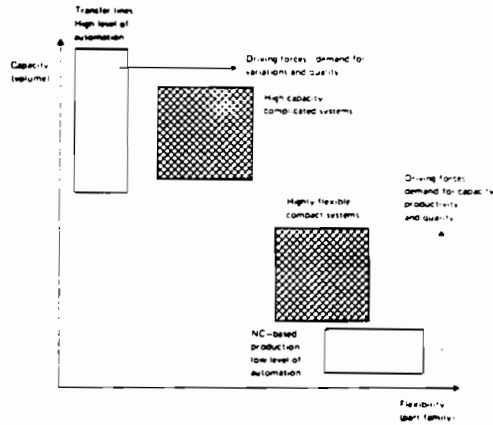 Transfer lines
High level of
automation
Capacity
(volume)
Driving forces: demand for
variations and quality
High capacity
complicated systems
Driving forces:
demand for capacity
productivity
and quality
Highly flexible
compact systems
NC-based
production
low level of
automation
Flexibility
(part family)